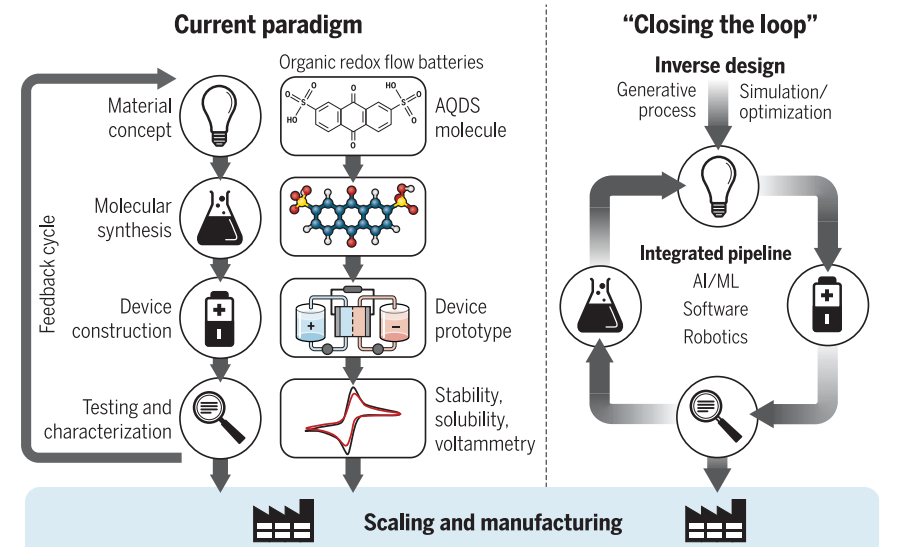 Current paradigm
“Closing the loop”
Organic redox flow batteries
Material
concept
HO
O
S
O
O
O
HO
O
S
O
AQDS
molecule
Molecular
synthesis
Device
construction
+
Device
prototype
+
−
Testing and
characterization
Stability,
solubility,
voltammetry
Feedback cycle
Inverse design
Generative
process
Simulation/
optimization
Integrated pipeline
AI/ML
Software
Robotics
+
Scaling and manufacturing